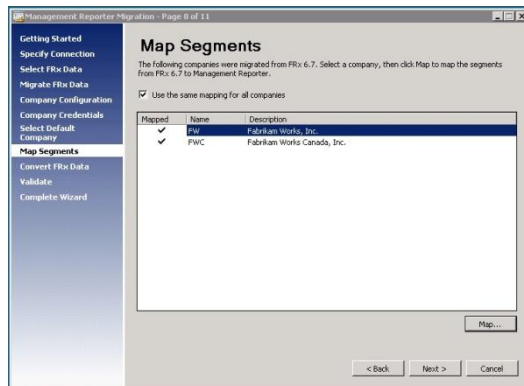 Management Reporter Migration - Page 8 of 11
Getting Started
Specify Connection
Select FRx Data
Migrate FRx Data
Company Configuration
Company Credentials
Select Default
Company
Map Segments
Convert FRx Data
Validate
Complete Wizard
Map Segments
The following companies were migrated from FRx 6.7. Select a company, then click Map to map the segments
from FRx 6.7 to Management Reporter.
Use the same mapping for all companies
Mapped Name Description
FW Fabrikam Works, Inc.
FWC Fabrikam Works Canada, Inc.
Map...
< Back Next > Cancel